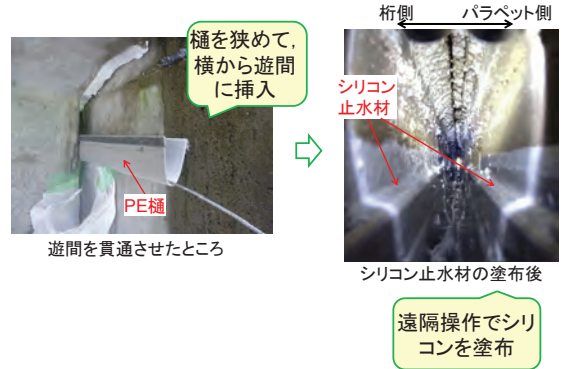 樋を狭めて,
横から遊間
に挿入
PE樋
遊間を貫通させたところ
桁側 パラペット側
シリコン
止水材
シリコン止水材の塗布後
遠隔操作でシリ
コンを塗布